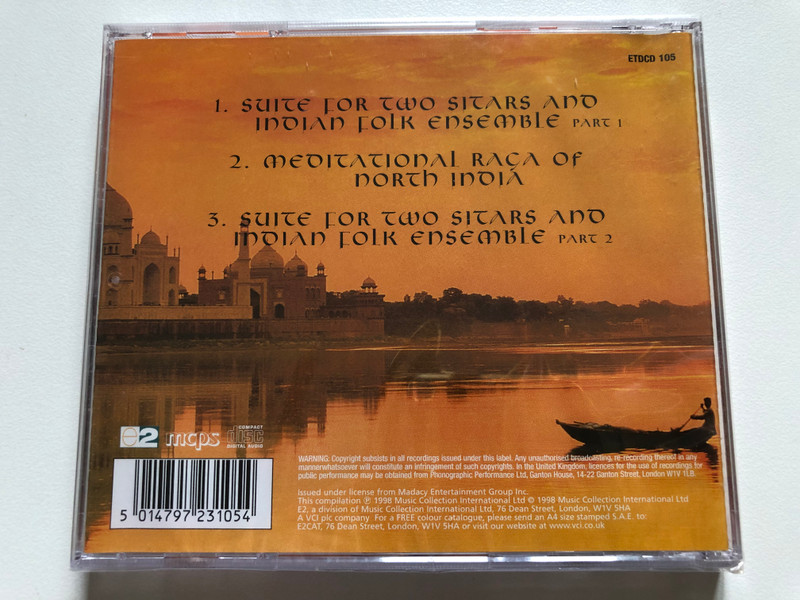 ETDCD 105
1. SUITE FOR TWO SITARS AND
INDIAN FOLK ENSEMBLE PART 1
2. MEDITATIONAL RAGA OF
NORTH INDIA
3. SUITE FOR TWO SITARS AND
INDIAN FOLK ENSEMBLE PART 2
e2 mcps COMPACT disc DIGITAL AUDIO
WARNING: Copyright subsists in all recordings issued under this label. Any unauthorised broadcasting, re-recording thereof in any
mannerwhatsoever will constitute an infringement of such copyrights. In the United Kingdom, licences for the use of recordings for
public performance may be obtained from Phonographic Performance Ltd, Ganton House, 14-22 Ganton Street, London W1V 1LB.
Issued under license from Madacy Entertainment Group Inc.
This compilation ℗ 1998 Music Collection International Ltd © 1998 Music Collection International Ltd
E2, a division of Music Collection International Ltd, 76 Dean Street, London, W1V 5HA
A VCI plc company. For a FREE colour catalogue, please send an A4 size stamped S.A.E. to:
E2CAT, 76 Dean Street, London, W1V 5HA or visit our website at www.vci.co.uk
5 014797 231054